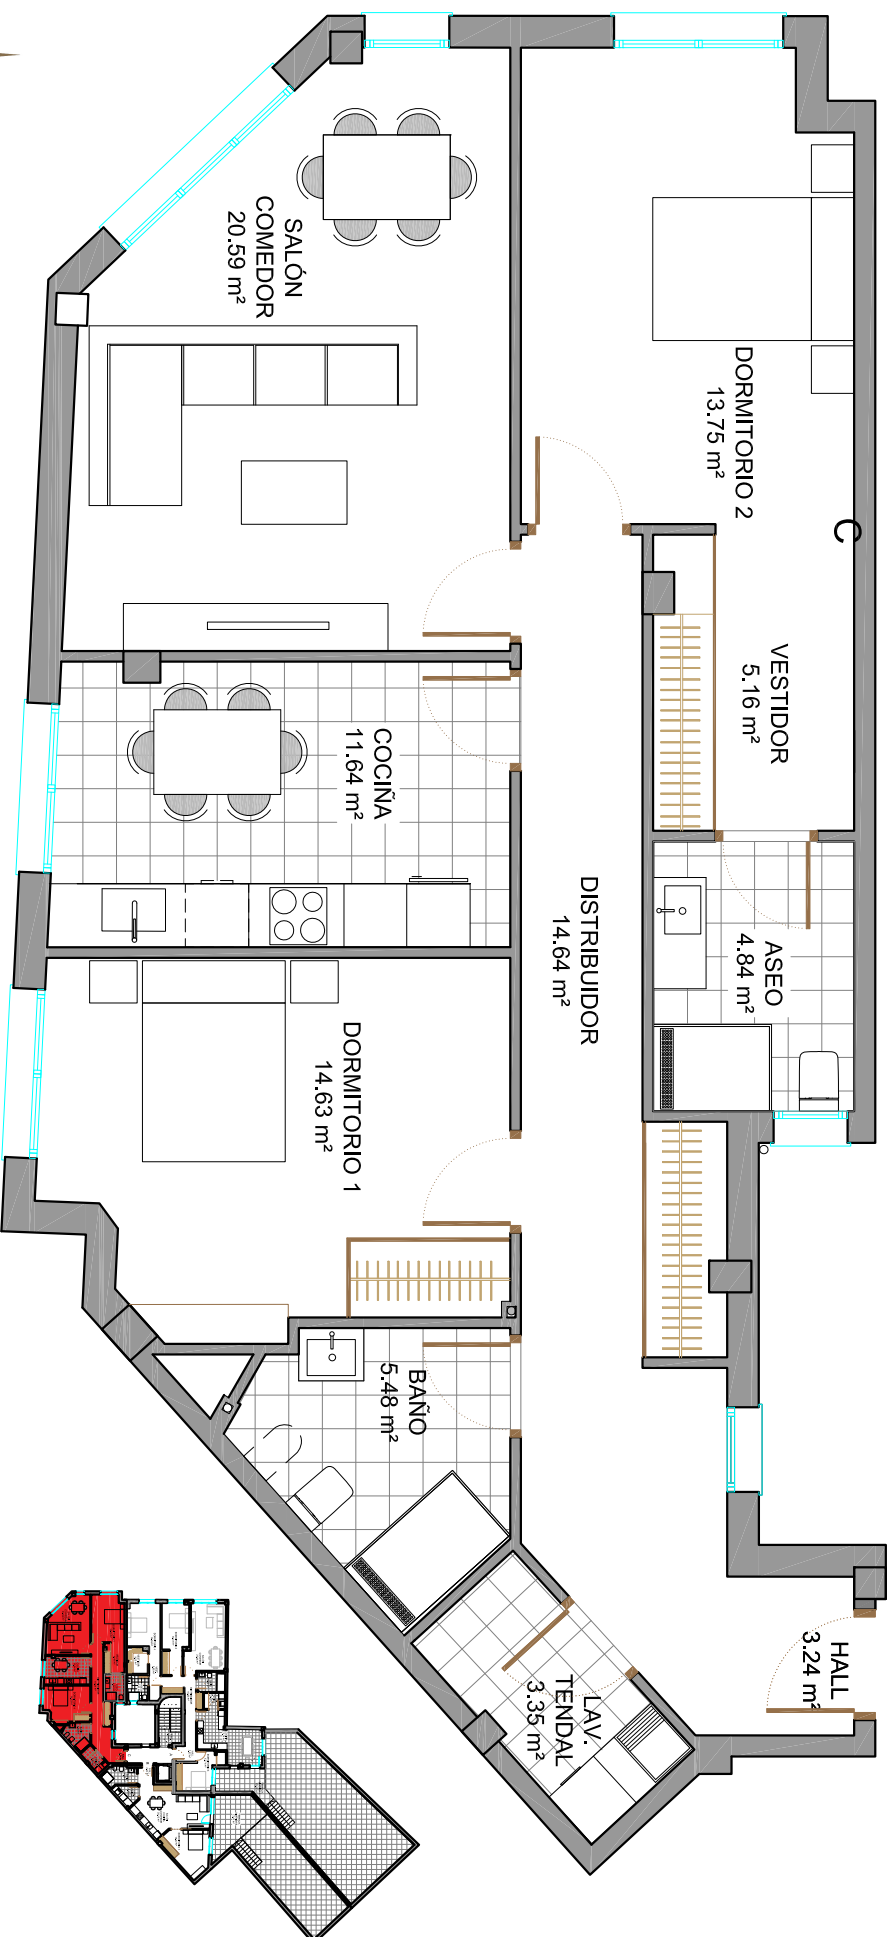 SALÓN
COMEDOR
20.59 m²
DORMITORIO 2
13.75 m²
C
VESTIDOR
5.16 m²
COCIÑA
11.64 m²
DISTRIBUIDOR
14.64 m²
ASEO
4.84 m²
DORMITORIO 1
14.63 m²
BAÑO
5.48 m²
HALL
3.24 m²
LAV.
TENDAL
3.35 m²